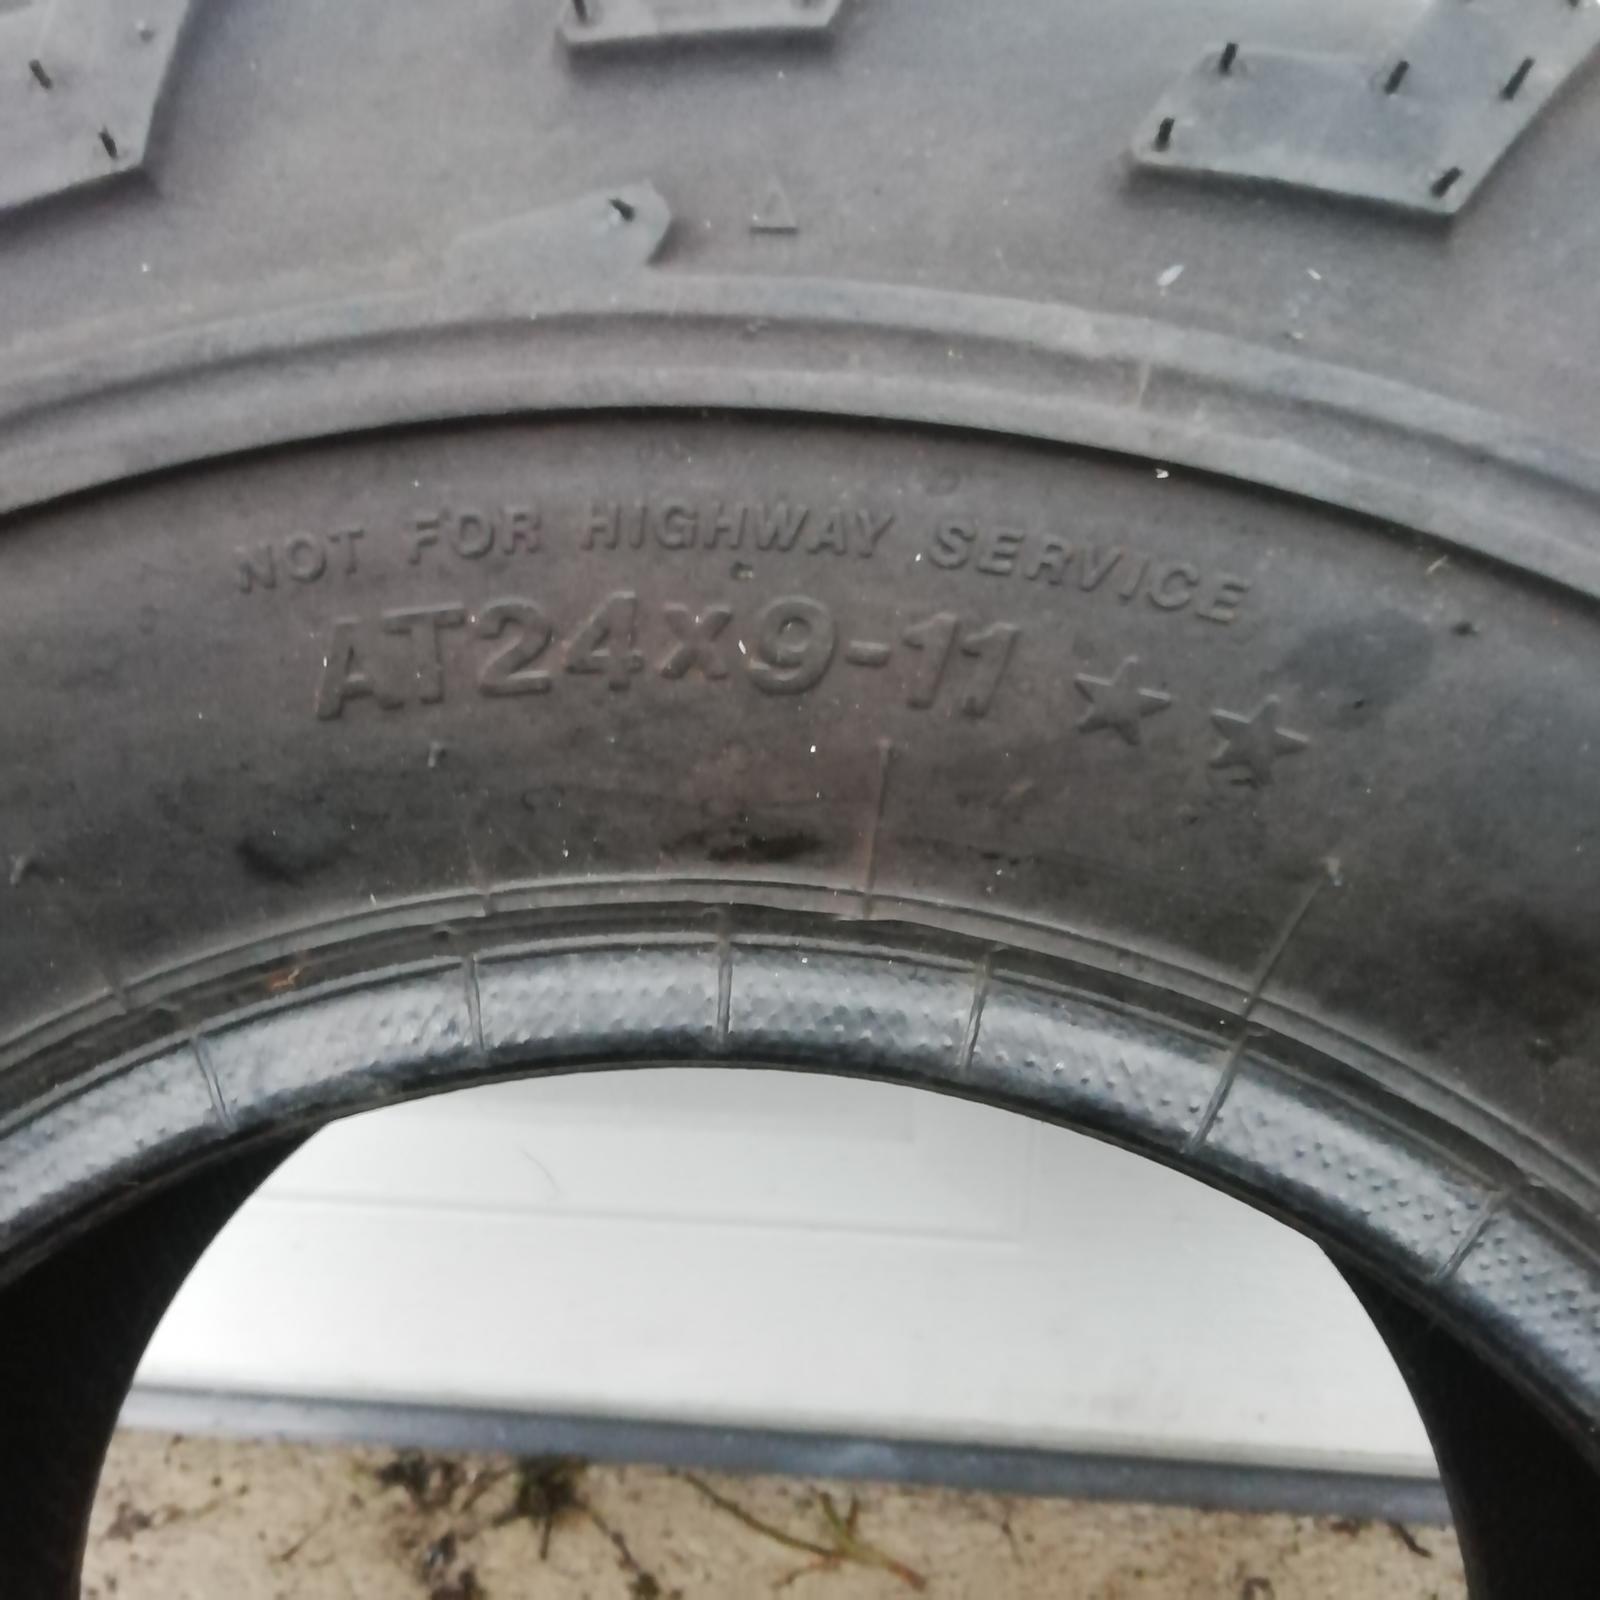 NOT FOR HIGHWAY SERVICE
AT24x9-11 ☆ ☆